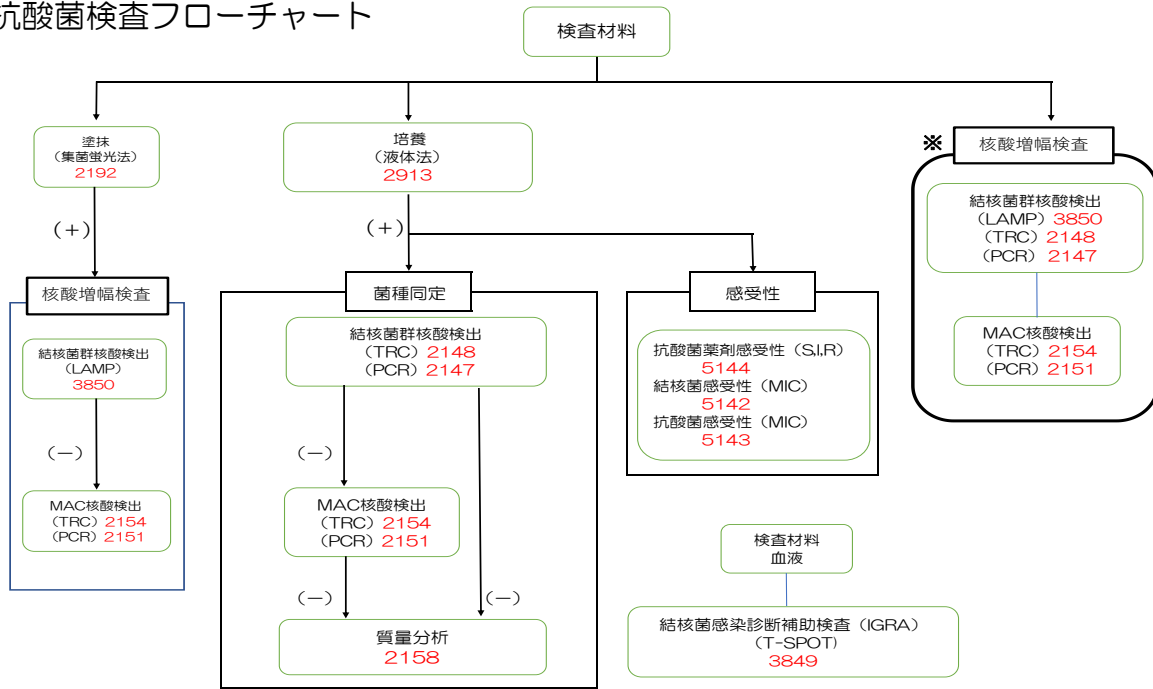 抗酸菌検査フローチャート
検査材料
塗抹
(集菌蛍光法)
2192
(+)
核酸増幅検査
結核菌群核酸検出
(LAMP)
3850
(-)
MAC核酸検出
(TRC) 2154
(PCR) 2151
培養
(液体法)
2913
(+)
菌種同定
結核菌群核酸検出
(TRC) 2148
(PCR) 2147
(-)
MAC核酸検出
(TRC) 2154
(PCR) 2151
(-)
(-)
質量分析
2158
感受性
抗酸菌薬剤感受性 (S,I,R)
5144
結核菌感受性 (MIC)
5142
抗酸菌感受性 (MIC)
5143
※
核酸増幅検査
結核菌群核酸検出
(LAMP) 3850
(TRC) 2148
(PCR) 2147
MAC核酸検出
(TRC) 2154
(PCR) 2151
検査材料
血液
結核菌感染診断補助検査 (IGRA)
(T-SPOT)
3849